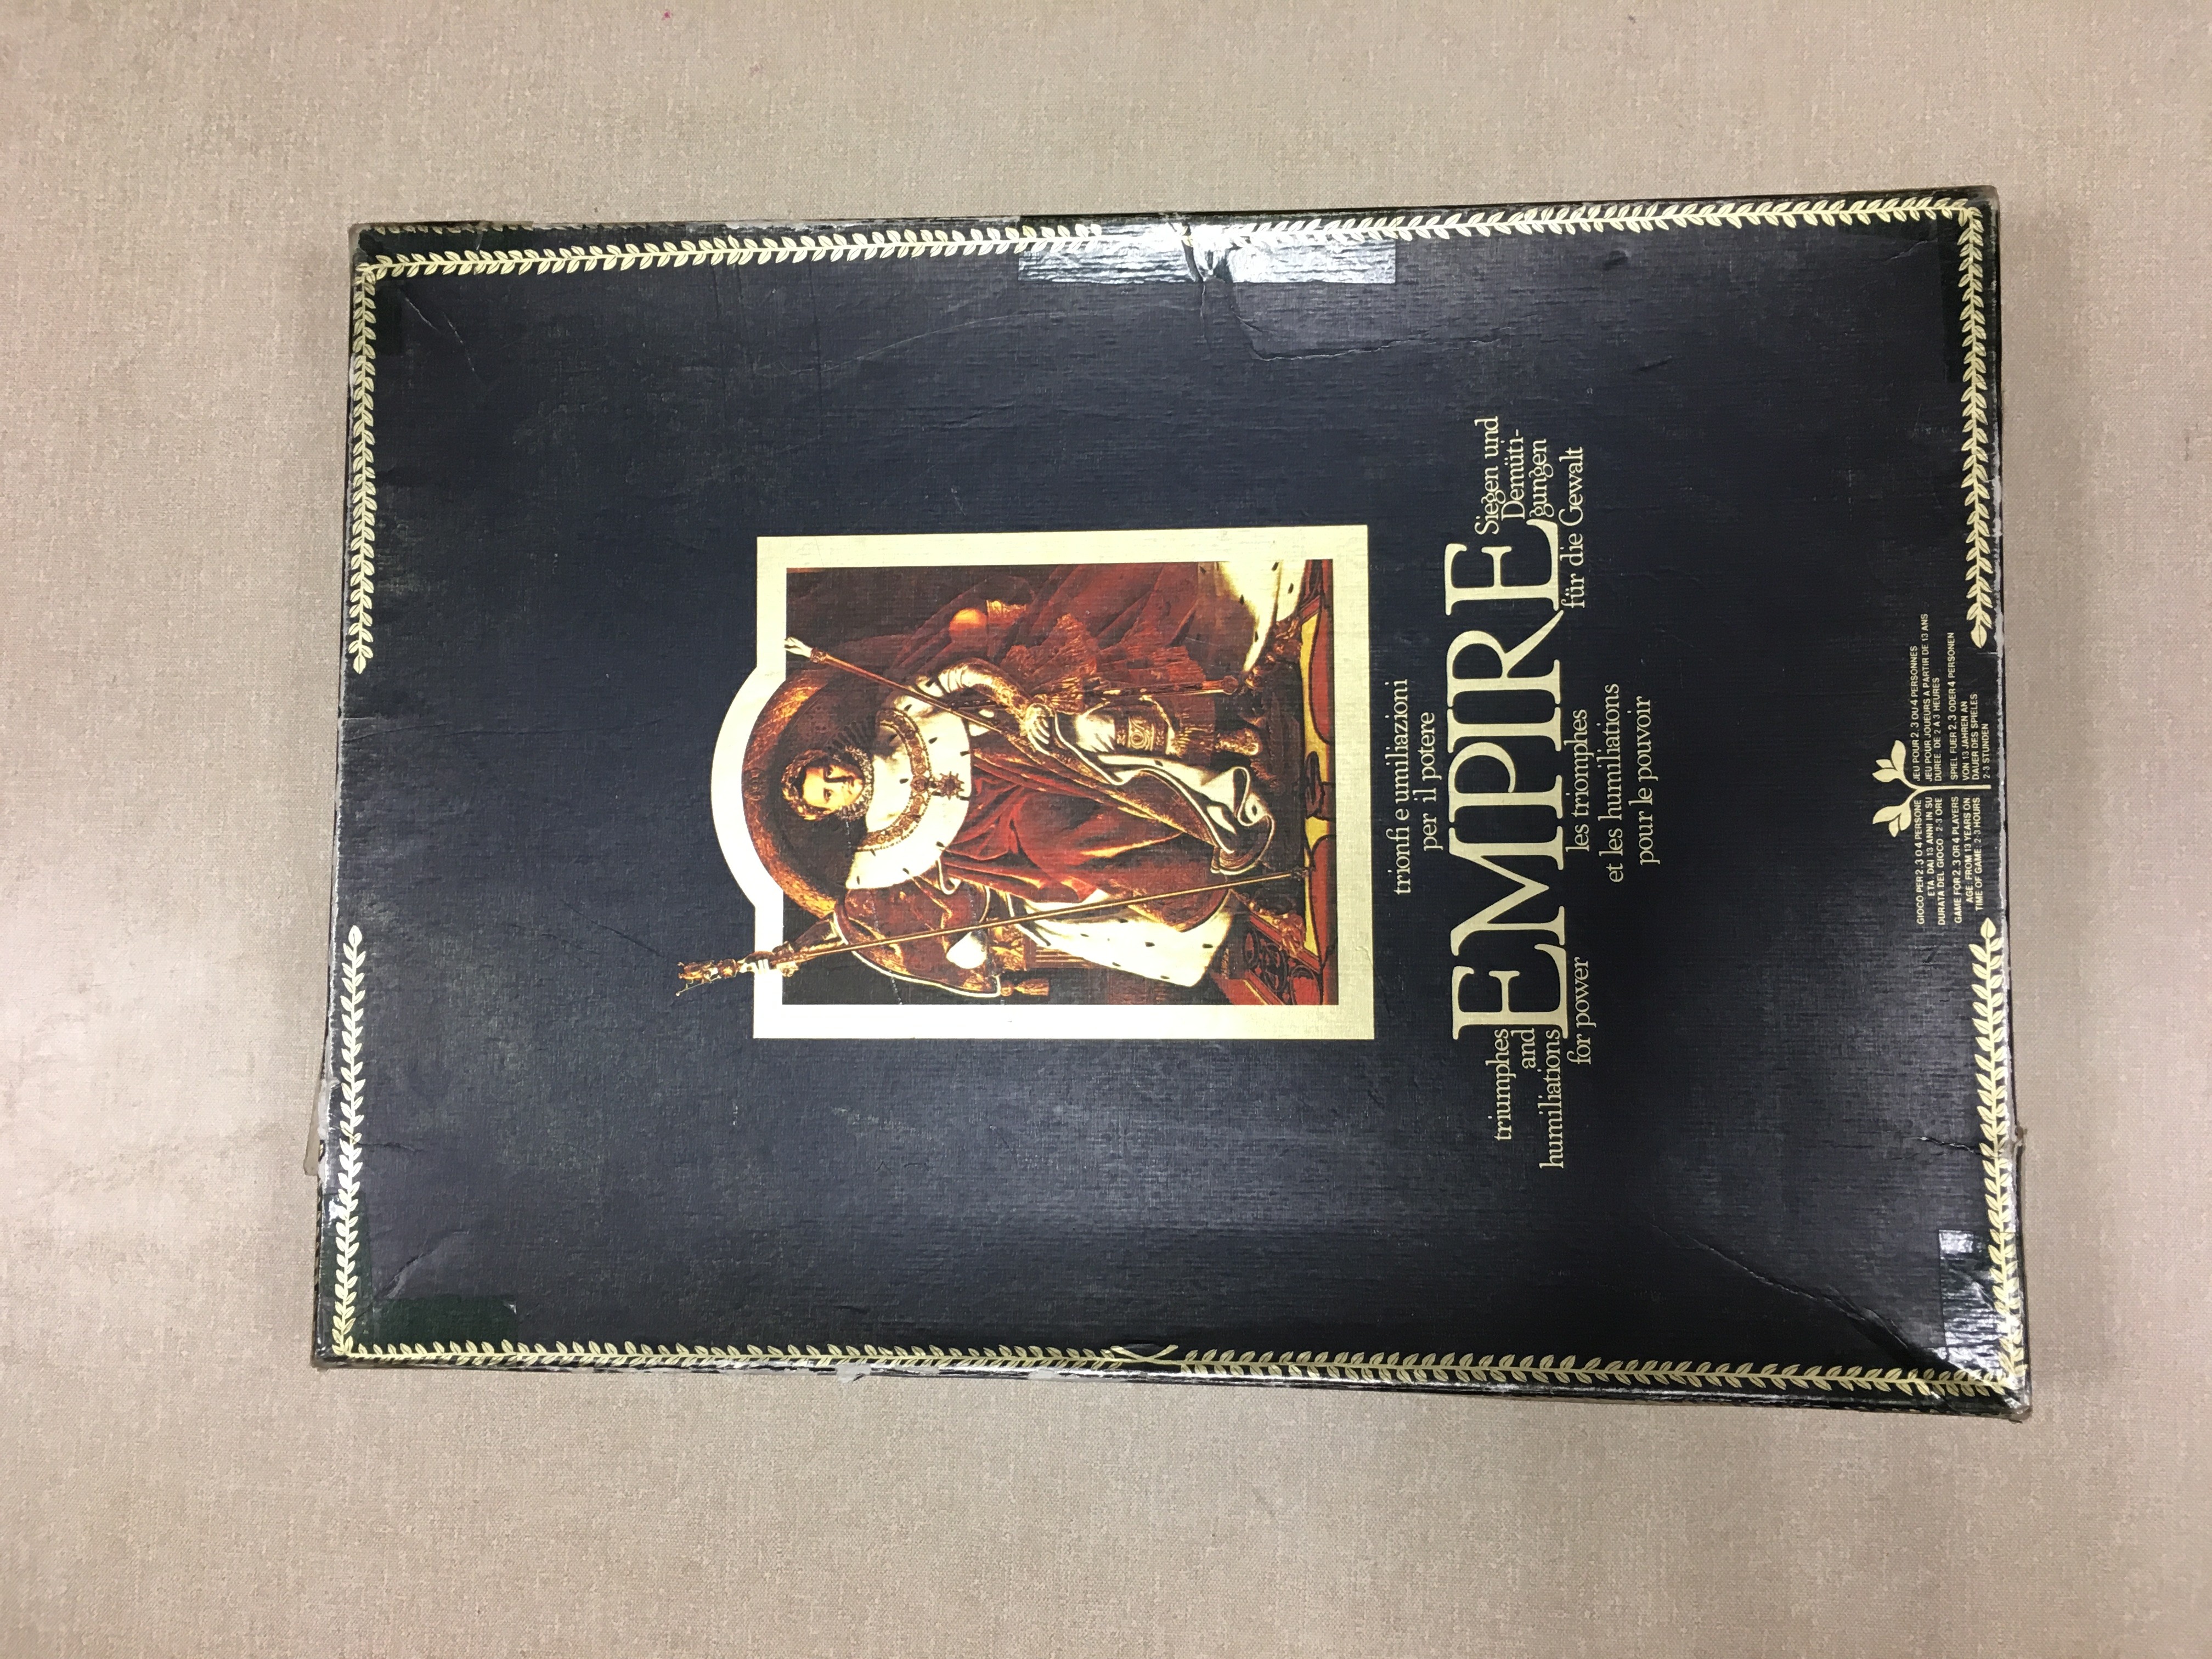 trionfi e umiliazioni
per il potere
EMPIRE
triumphes
and
humiliations
for power
Siegen und
Demüti-
gungen
für die Gewalt
les triomphes
et les humiliations
pour le pouvoir
GIOCO PER 2, 3 O 4 PERSONE
ETA: DAI 13 ANNI IN SU
DURATA DEL GIOCO: 2-3 ORE
GAME FOR 2, 3 OR 4 PLAYERS
AGE: FROM 13 YEARS ON
TIME OF GAME: 2-3 HOURS
JEU POUR 2, 3 OU 4 PERSONNES
JEU POUR JOUEURS A PARTIR DE 13 ANS
DUREE: DE 2 A 3 HEURES
SPIEL FUER 2, 3 ODER 4 PERSONEN
VON 13 JAHREN AN
DAUER DES SPIELES
2-3 STUNDEN